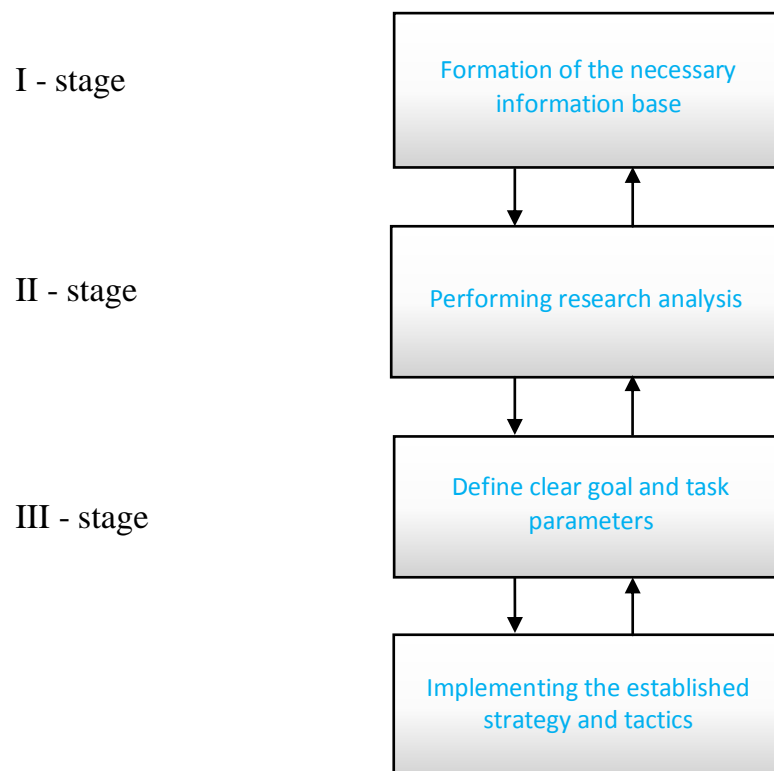 I - stage
Formation of the necessary
information base
II - stage
Performing research analysis
III - stage
Define clear goal and task
parameters
Implementing the established
strategy and tactics